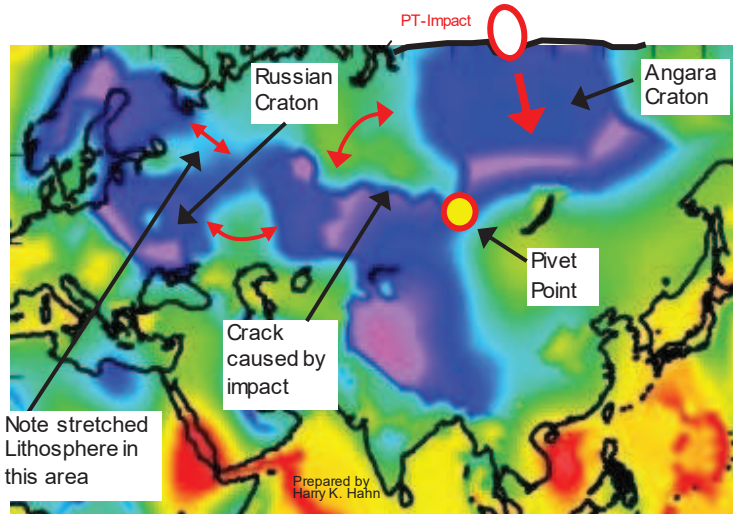 PT-Impact
Russian
Craton
Angara
Craton
Pivet
Point
Crack
caused by
impact
Note stretched
Lithosphere in
this area
Prepared by
Harry K. Hahn